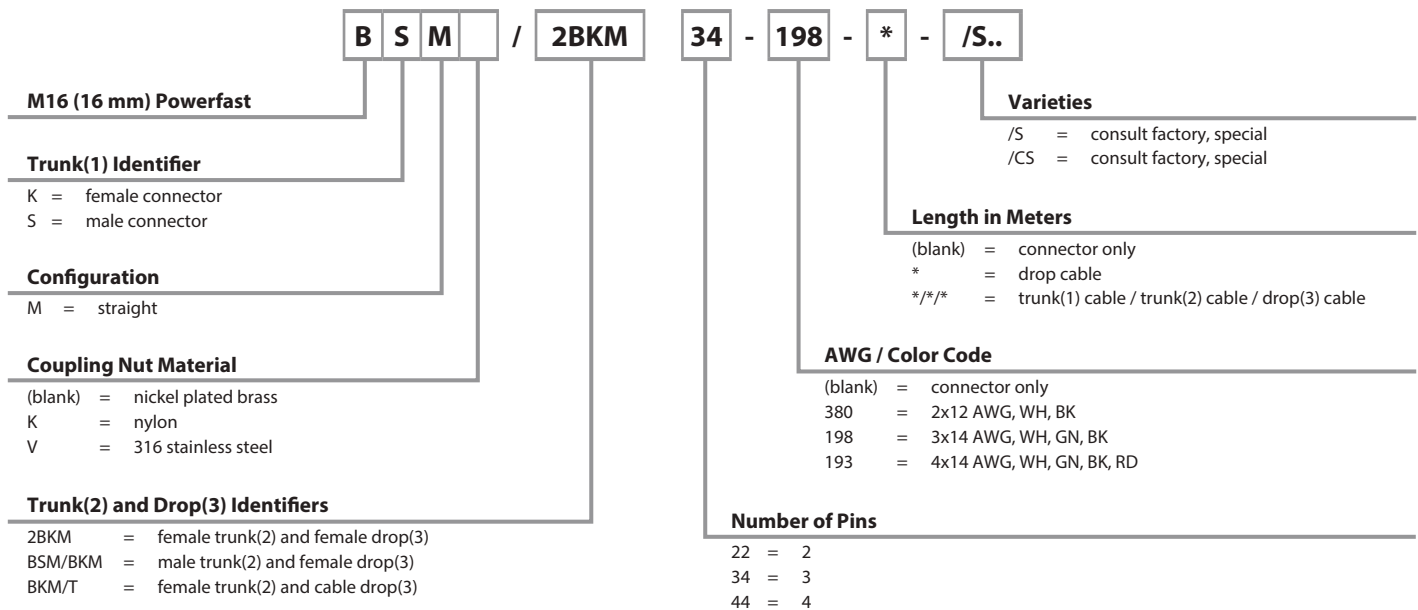 B S M / 2BKM 34 - 198 - * - /S..
M16 (16 mm) Powerfast
Trunk(1) Identifier
K = female connector
S = male connector
Configuration
M = straight
Coupling Nut Material
(blank) = nickel plated brass
K = nylon
V = 316 stainless steel
Trunk(2) and Drop(3) Identifiers
2BKM = female trunk(2) and female drop(3)
BSM/BKM = male trunk(2) and female drop(3)
BKM/T = female trunk(2) and cable drop(3)
Varieties
/S = consult factory, special
/CS = consult factory, special
Length in Meters
(blank) = connector only
* = drop cable
*/*/* = trunk(1) cable / trunk(2) cable / drop(3) cable
AWG / Color Code
(blank) = connector only
380 = 2x12 AWG, WH, BK
198 = 3x14 AWG, WH, GN, BK
193 = 4x14 AWG, WH, GN, BK, RD
Number of Pins
22 = 2
34 = 3
44 = 4